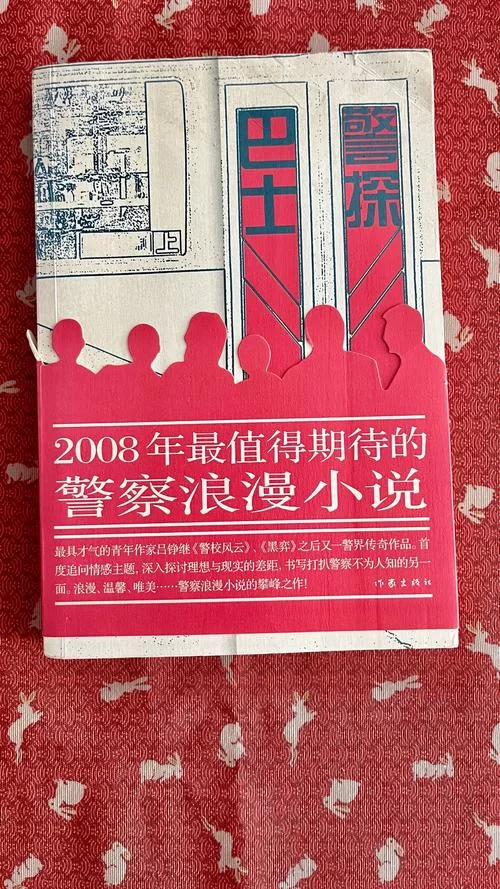 巴士
警探
上
2008年最值得期待的
警察浪漫小说
最具才气的青年作家吕铮继《警校风云》、《黑弈》之后又一警界传奇作品。首
度追问情感主题，深入探讨理想与现实的差距，书写打扒警察不为人知的另一
面。浪漫、温馨、唯美……警察浪漫小说的攀峰之作！
作家出版社